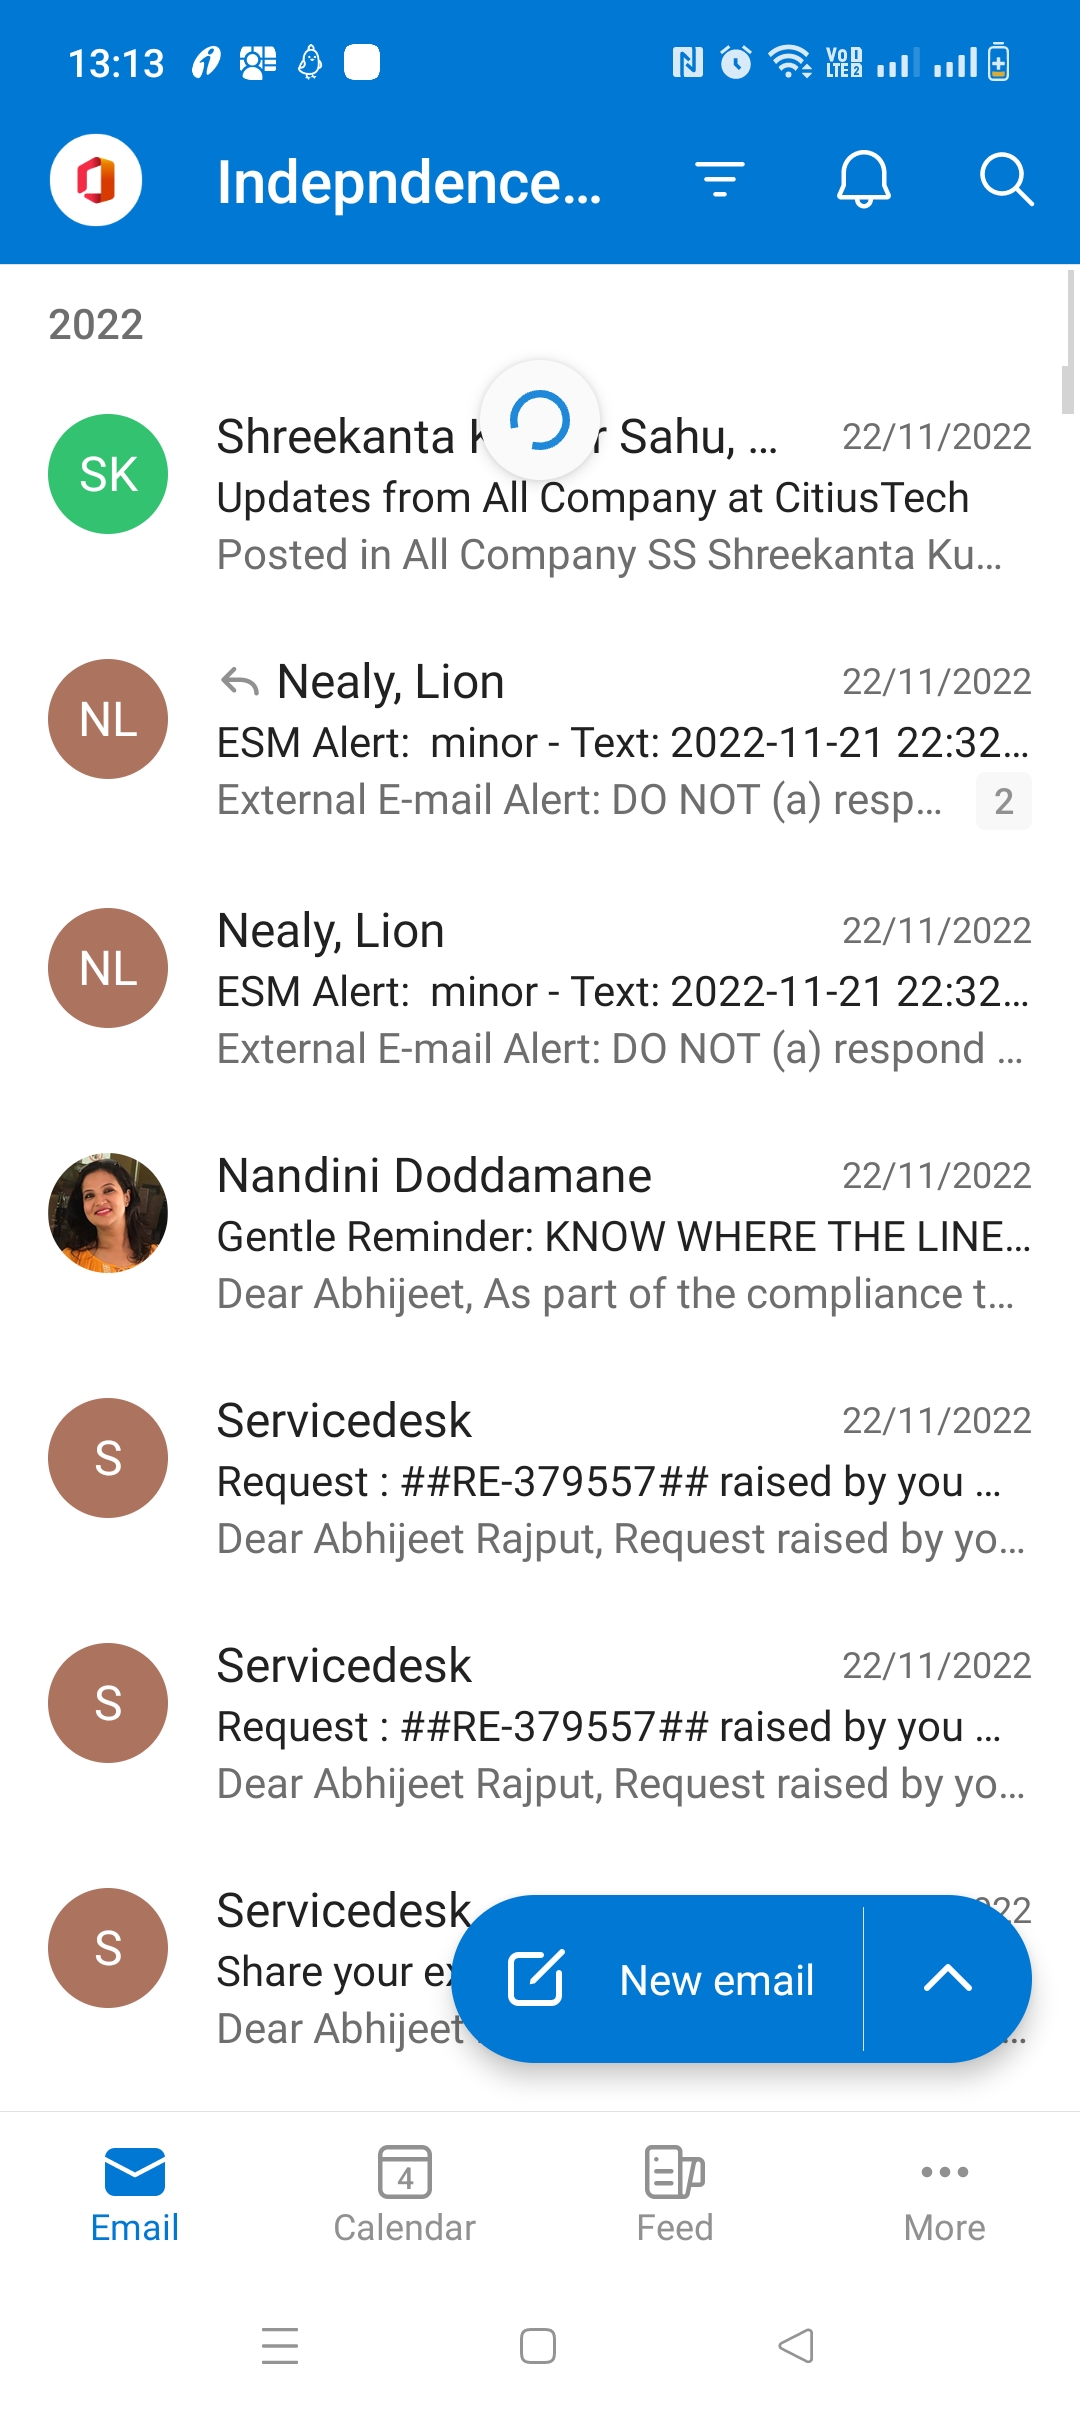 13:13
VoD LTE2
Indepndence...
2022
SK
Shreekanta K r Sahu, ...
22/11/2022
Updates from All Company at CitiusTech
Posted in All Company SS Shreekanta Ku...
NL
Nealy, Lion
22/11/2022
ESM Alert:  minor - Text: 2022-11-21 22:32...
External E-mail Alert: DO NOT (a) resp...
2
NL
Nealy, Lion
22/11/2022
ESM Alert:  minor - Text: 2022-11-21 22:32...
External E-mail Alert: DO NOT (a) respond ...
Nandini Doddamane
22/11/2022
Gentle Reminder: KNOW WHERE THE LINE...
Dear Abhijeet, As part of the compliance t...
S
Servicedesk
22/11/2022
Request : ##RE-379557## raised by you ...
Dear Abhijeet Rajput, Request raised by yo...
S
Servicedesk
22/11/2022
Request : ##RE-379557## raised by you ...
Dear Abhijeet Rajput, Request raised by yo...
S
Servicedesk
22
Share your
Dear Abhijeet
New email
Email
4
Calendar
Feed
More